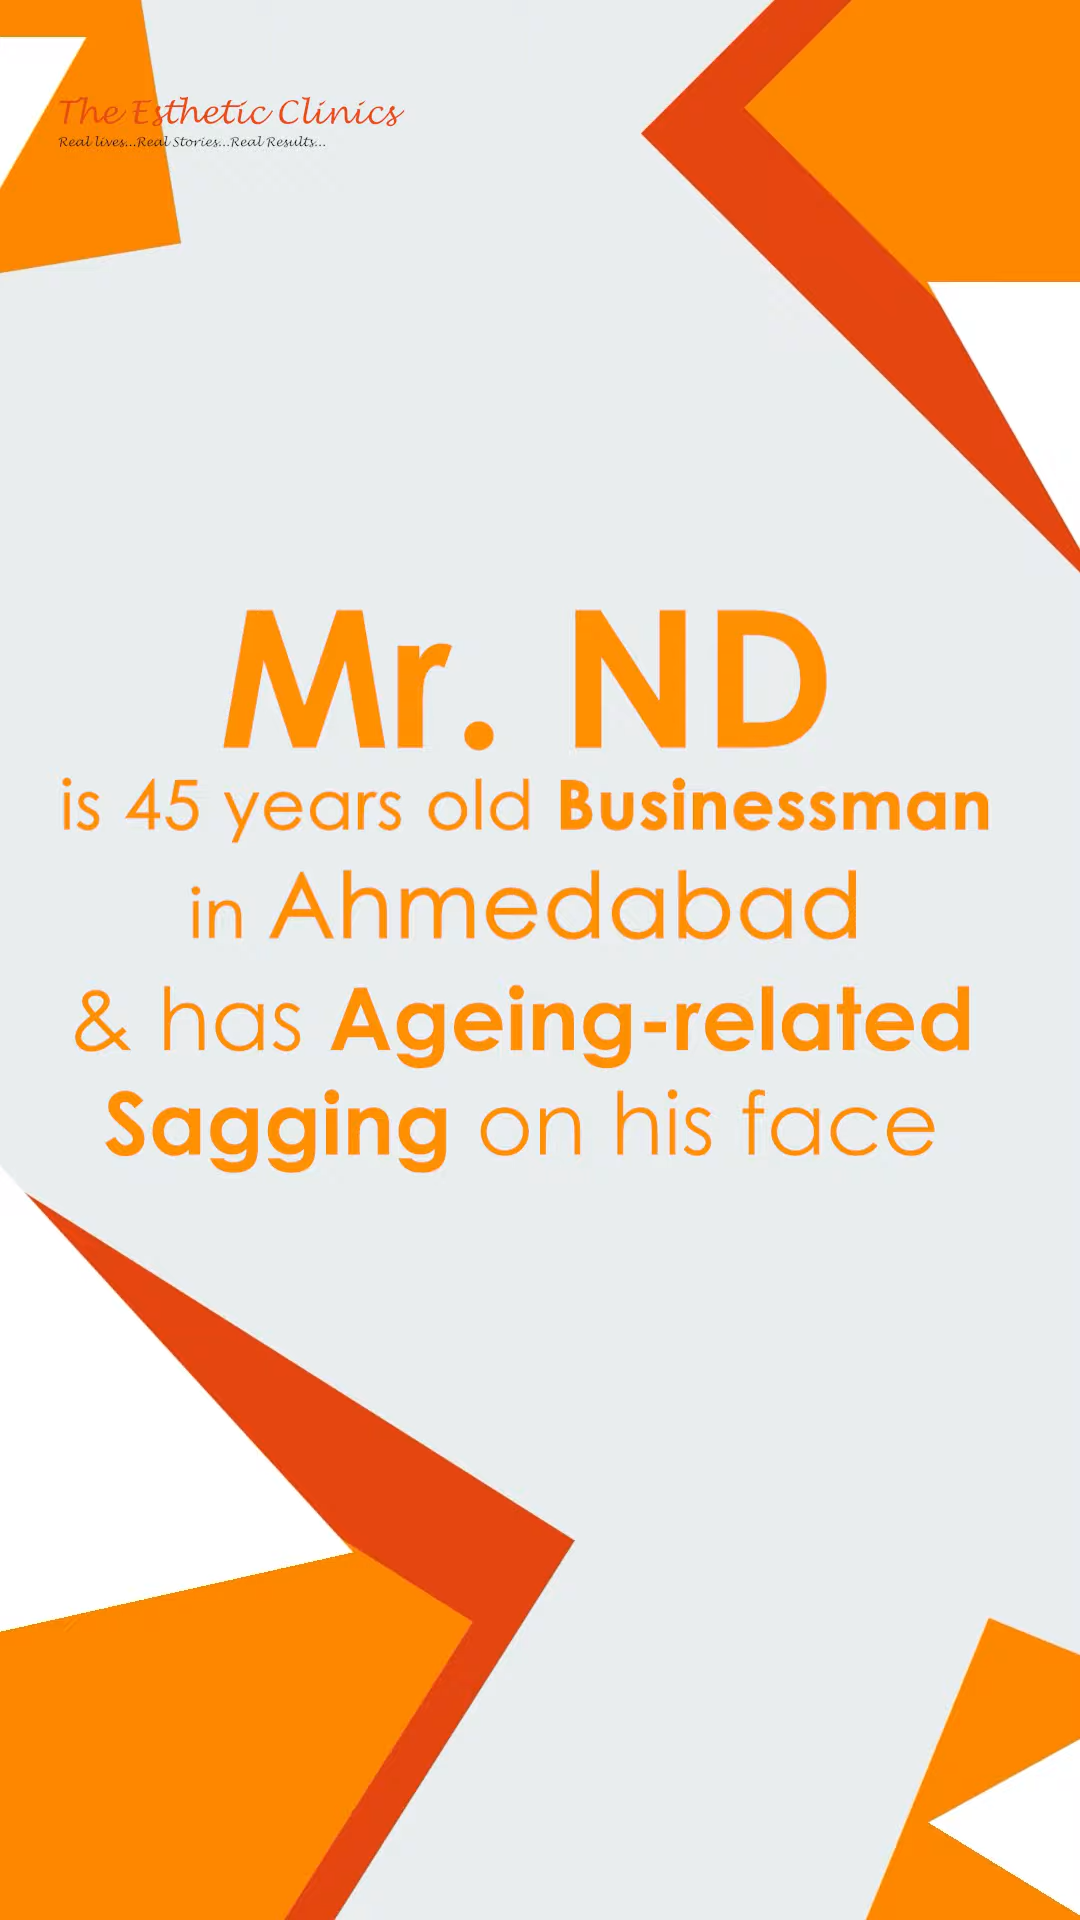 The Esthetic Clinics
Real lives...Real Stories...Real Results...
Mr. ND
is 45 years old Businessman
in Ahmedabad
& has Ageing-related
Sagging on his face